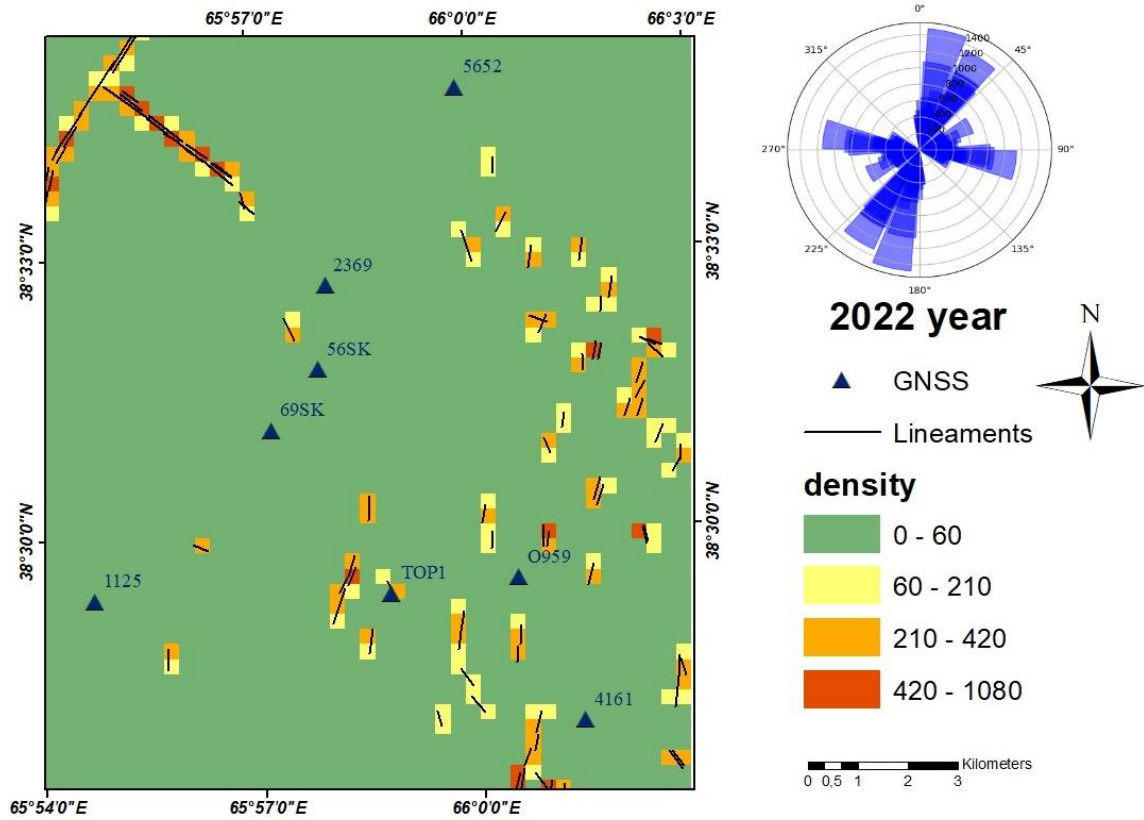 65°57'0"E 66°0'0"E 66°3'0"E
5652
38°33'0"N
38°33'0"N
2369
56SK
69SK
38°30'0"N
38°30'0"N
O959
TOP1
1125
4161
65°54'0"E 65°57'0"E 66°0'0"E
0°
315° 45°
1400
1200
1000
800
600
270° 90°
225° 135°
180°
2022 year
N
GNSS
Lineaments
density
0 - 60
60 - 210
210 - 420
420 - 1080
Kilometers
0 0,5 1 2 3